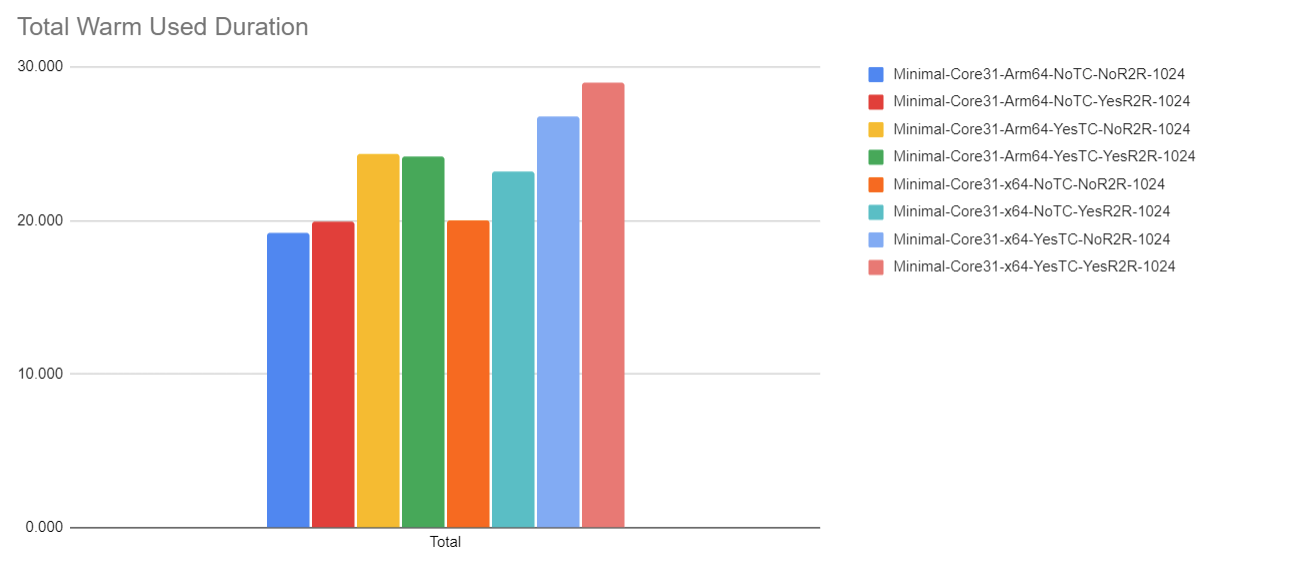 Total Warm Used Duration
30.000
20.000
10.000
0.000
Total
Minimal-Core31-Arm64-NoTC-NoR2R-1024
Minimal-Core31-Arm64-NoTC-YesR2R-1024
Minimal-Core31-Arm64-YesTC-NoR2R-1024
Minimal-Core31-Arm64-YesTC-YesR2R-1024
Minimal-Core31-x64-NoTC-NoR2R-1024
Minimal-Core31-x64-NoTC-YesR2R-1024
Minimal-Core31-x64-YesTC-NoR2R-1024
Minimal-Core31-x64-YesTC-YesR2R-1024